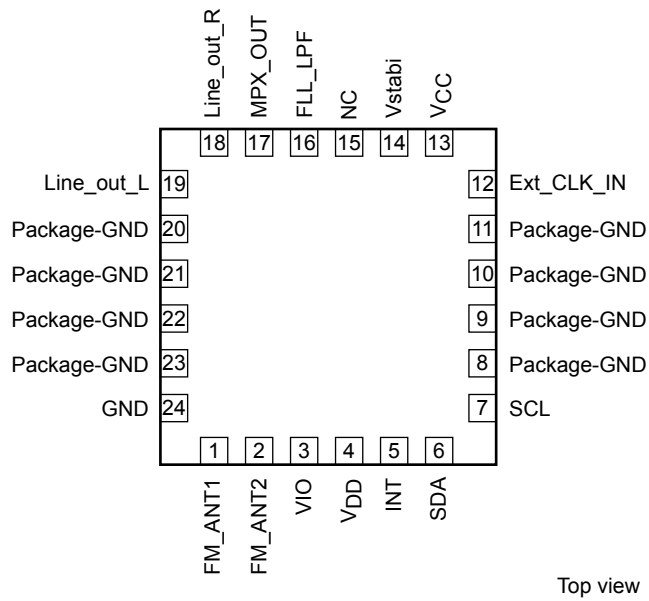 Line_out_R
MPX_OUT
FLL_LPF
NC
Vstabi
VCC
18 17 16 15 14 13
Line_out_L 19 12 Ext_CLK_IN
Package-GND 20 11 Package-GND
Package-GND 21 10 Package-GND
Package-GND 22 9 Package-GND
Package-GND 23 8 Package-GND
GND 24 7 SCL
1 2 3 4 5 6
FM_ANT1
FM_ANT2
VIO
VDD
INT
SDA
Top view